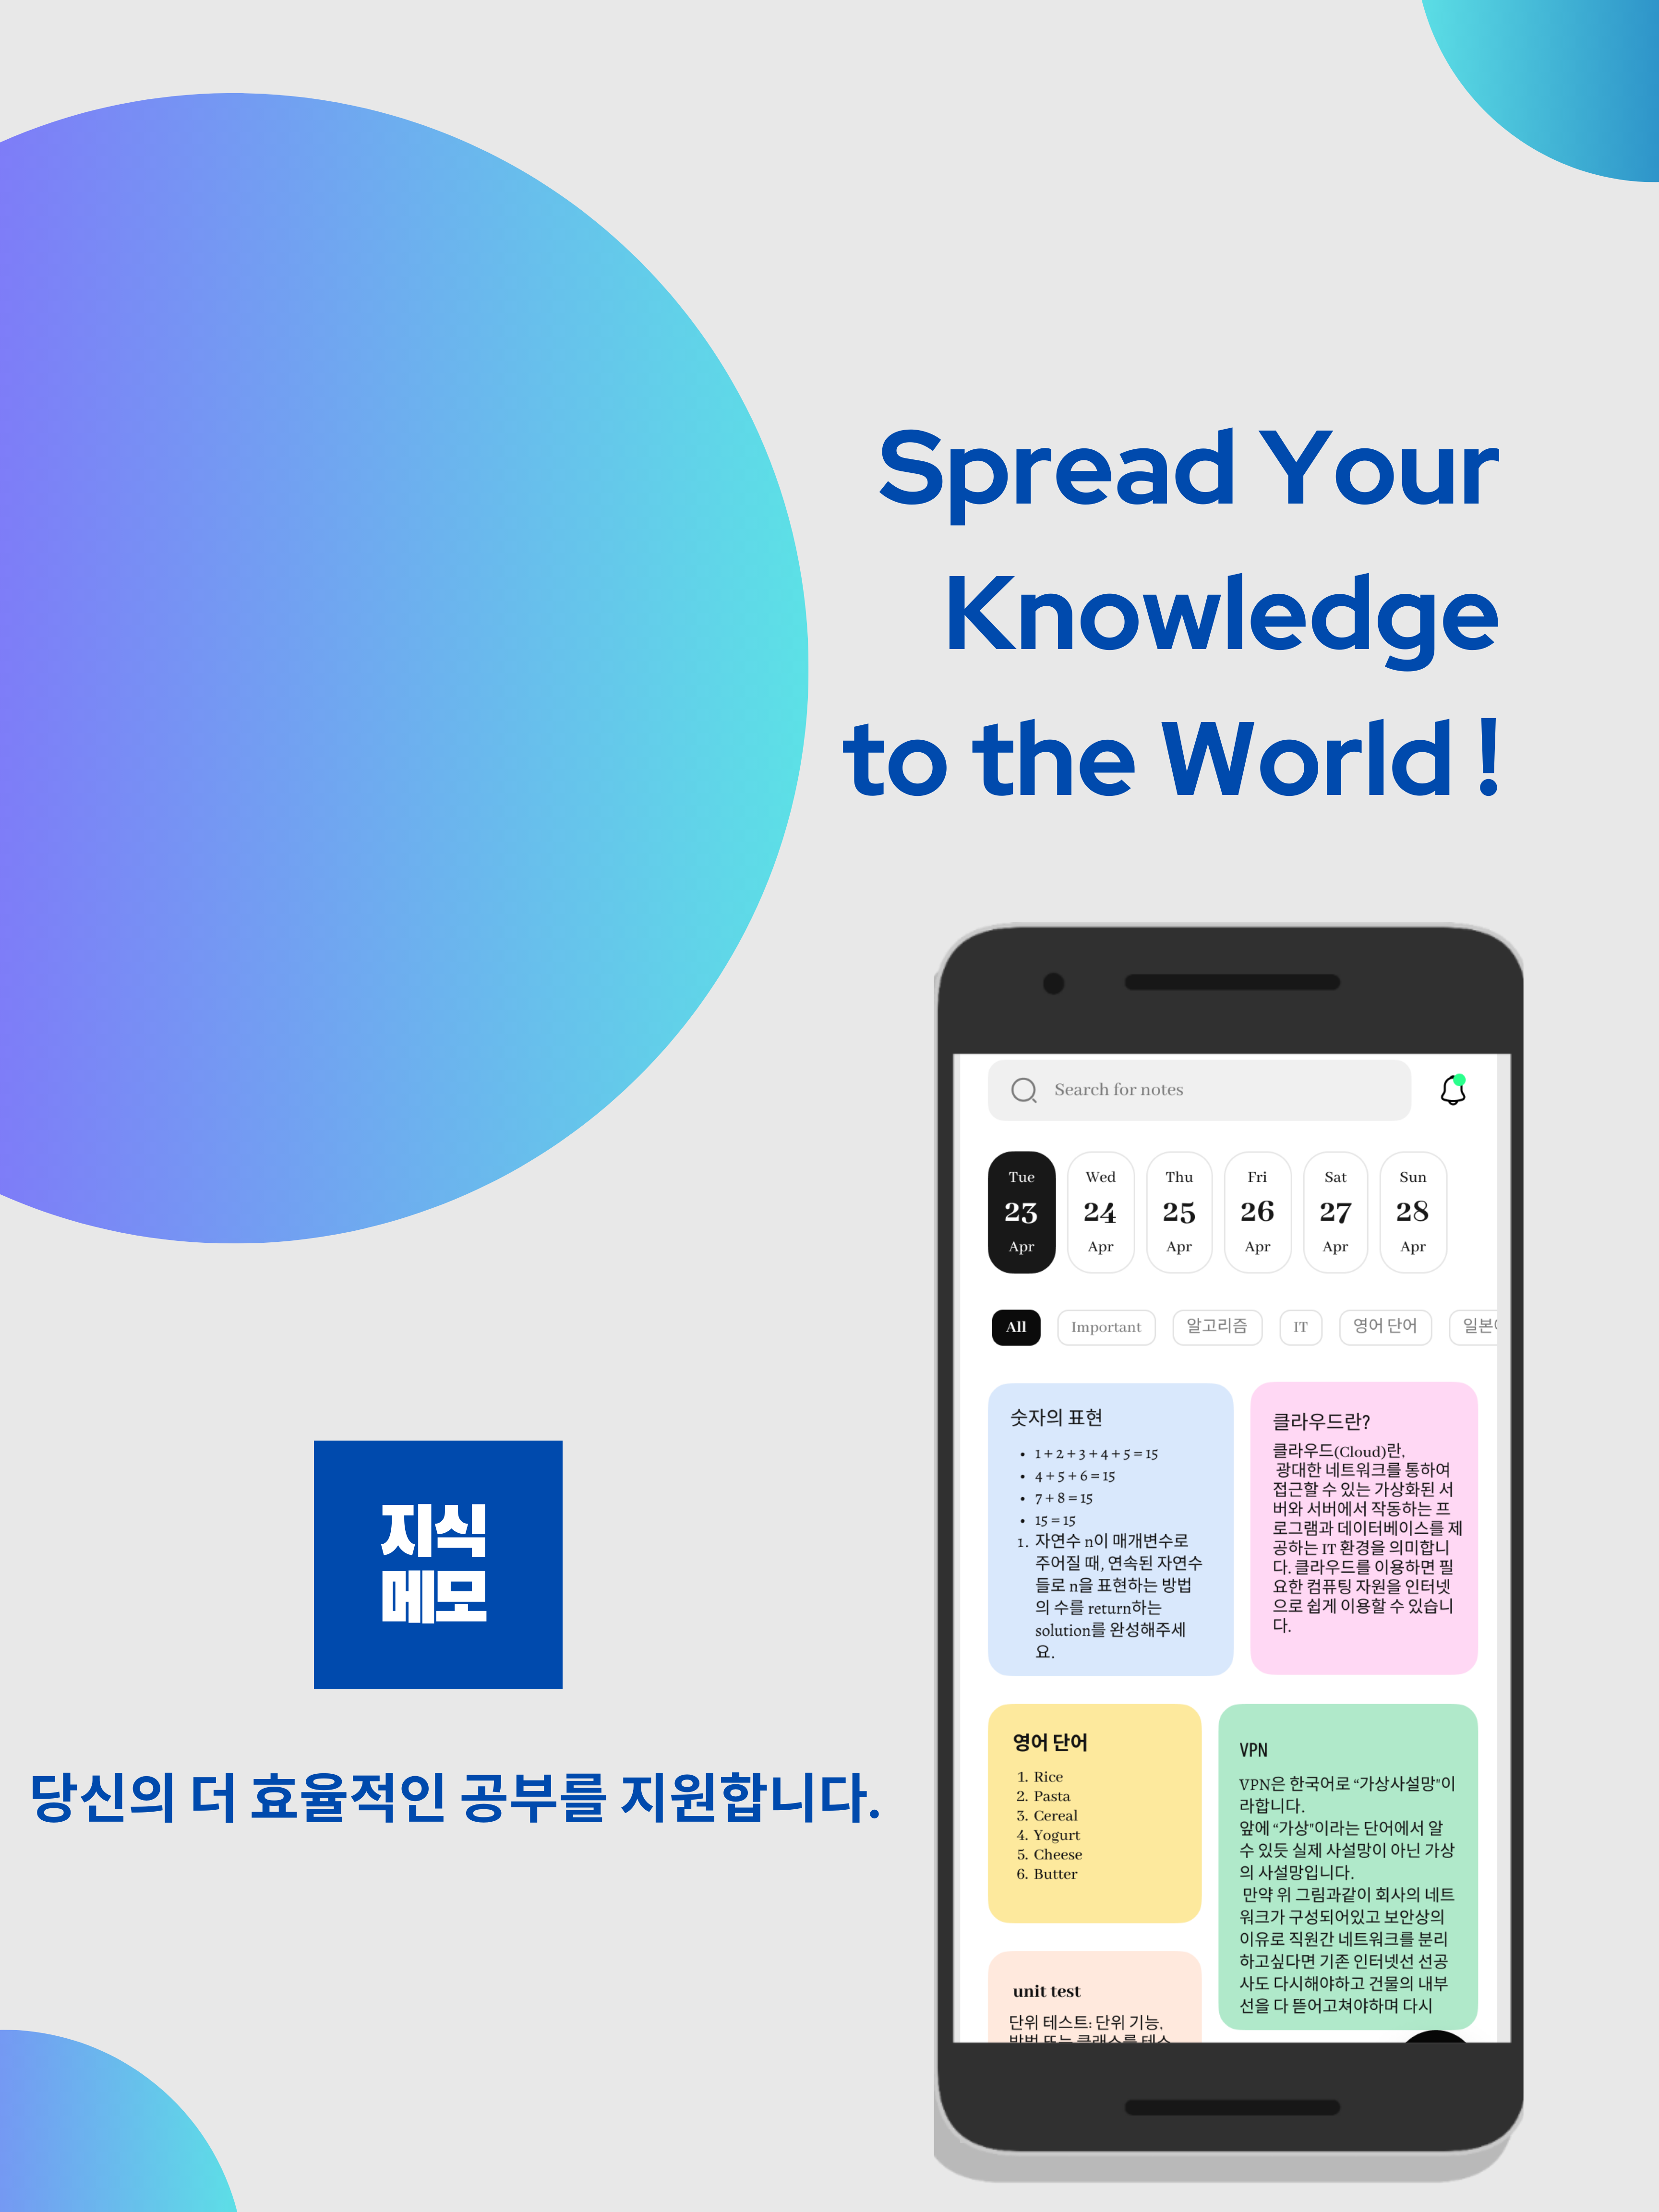 Spread Your
Knowledge
to the World !
Search for notes
Tue Wed Thu Fri Sat Sun
23 24 25 26 27 28
Apr Apr Apr Apr Apr Apr
All Important 알고리즘 IT 영어 단어 일본
숫자의 표현
• 1 + 2 + 3 + 4 + 5 = 15
• 4 + 5 + 6 = 15
• 7 + 8 = 15
• 15 = 15
1. 자연수 n이 매개변수로
주어질 때, 연속된 자연수
들로 n을 표현하는 방법
의 수를 return하는
solution를 완성해주세
요.
클라우드란?
클라우드(Cloud)란,
광대한 네트워크를 통하여
접근할 수 있는 가상화된 서
버와 서버에서 작동하는 프
로그램과 데이터베이스를 제
공하는 IT 환경을 의미합니
다. 클라우드를 이용하면 필
요한 컴퓨팅 자원을 인터넷
으로 쉽게 이용할 수 있습니
다.
영어 단어
1. Rice
2. Pasta
3. Cereal
4. Yogurt
5. Cheese
6. Butter
VPN
VPN은 한국어로 “가상사설망"이
라합니다.
앞에 “가상"이라는 단어에서 알
수 있듯 실제 사설망이 아닌 가상
의 사설망입니다.
만약 위 그림과같이 회사의 네트
워크가 구성되어있고 보안상의
이유로 직원간 네트워크를 분리
하고싶다면 기존 인터넷선 선공
사도 다시해야하고 건물의 내부
선을 다 뜯어고쳐야하며 다시
unit test
단위 테스트: 단위 기능,
방법 또는 클래스를 테스
지식
메모
당신의 더 효율적인 공부를 지원합니다.